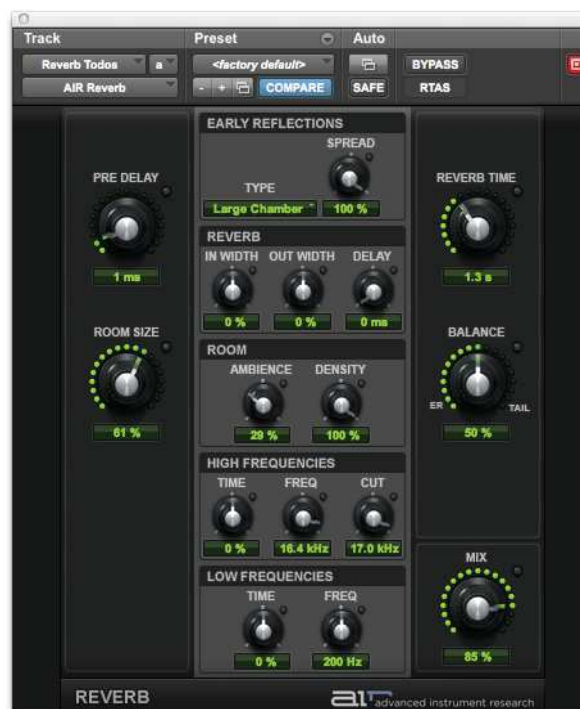 Track Preset Auto
Reverb Todos a <factory default> BYPASS
AIR Reverb - + COMPARE SAFE RTAS
EARLY REFLECTIONS
SPREAD
TYPE
Large Chamber 100 %
PRE DELAY
1 ms
ROOM SIZE
61 %
REVERB
IN WIDTH OUT WIDTH DELAY
0 % 0 % 0 ms
ROOM
AMBIENCE DENSITY
29 % 100 %
HIGH FREQUENCIES
TIME FREQ CUT
0 % 16.4 kHz 17.0 kHz
LOW FREQUENCIES
TIME FREQ
0 % 200 Hz
REVERB TIME
1.3 s
BALANCE
ER TAIL
50 %
MIX
85 %
REVERB AIR advanced instrument research